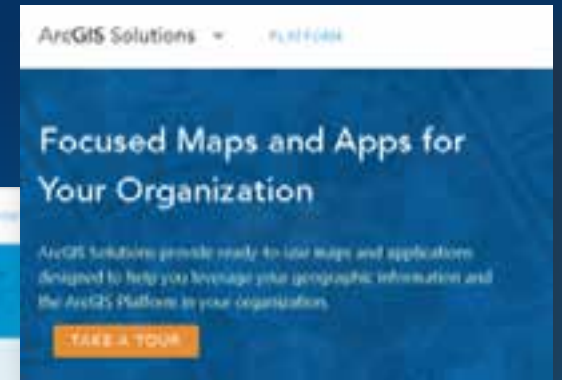 ArcGIS Solutions PLATFORM
Focused Maps and Apps for
Your Organization
ArcGIS Solutions provide ready-to-use maps and applications
designed to help you leverage your geographic information and
the ArcGIS Platform in your organization.
TAKE A TOUR